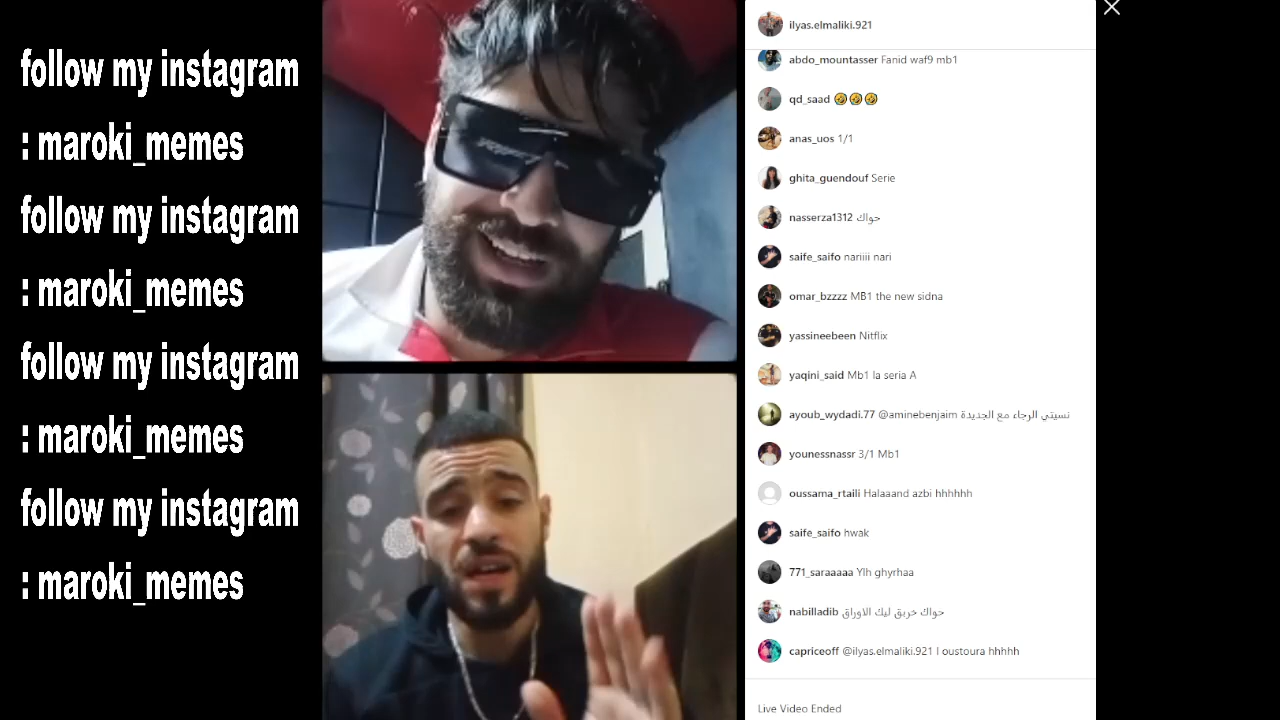 follow my instagram
: maroki_memes
follow my instagram
: maroki_memes
follow my instagram
: maroki_memes
follow my instagram
: maroki_memes
ilyas.elmaliki.921
abdo_mountasser Fanid waf9 mb1
qd_saad 🤣🤣🤣
anas_uos 1/1
ghita_guendouf Serie
nasserza1312 حواك
saife_saifo nariiii nari
omar_bzzzz MB1 the new sidna
yassineebeen Nitflix
yaqini_said Mb1 la seria A
ayoub_wydadi.77 @aminebenjaim نسيتي الرجاء مع الجديدة
younessnassr 3/1 Mb1
oussama_rtaili Halaaand azbi hhhhhh
saife_saifo hwak
771_saraaaaa Ylh ghyrhaa
nabilladib حواك خربق ليك الاوراق
capriceoff @ilyas.elmaliki.921 l oustoura hhhhh
Live Video Ended